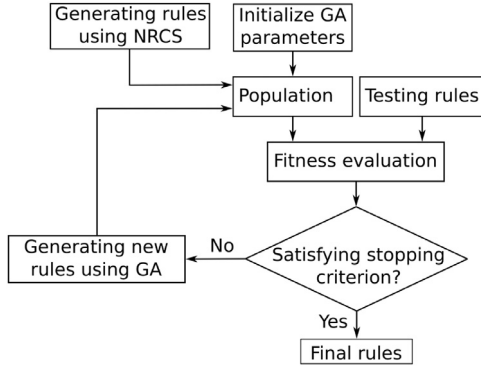 Generating rules
using NRCS
Initialize GA
parameters
Population
Testing rules
Fitness evaluation
Generating new
rules using GA
No
Satisfying stopping
criterion?
Yes
Final rules